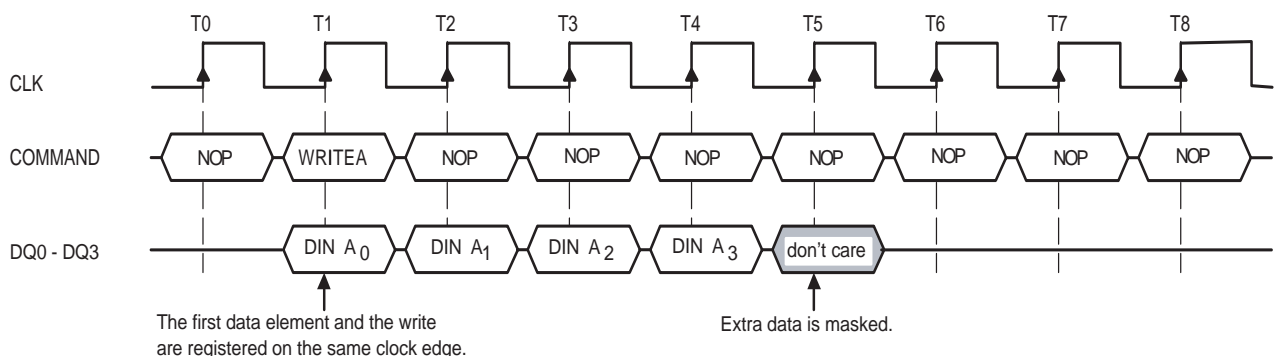 T0 T1 T2 T3 T4 T5 T6 T7 T8
CLK
COMMAND NOP WRITEA NOP NOP NOP NOP NOP NOP NOP
DQ0 - DQ3 DIN A0 DIN A1 DIN A2 DIN A3 don't care
The first data element and the write
are registered on the same clock edge.
Extra data is masked.